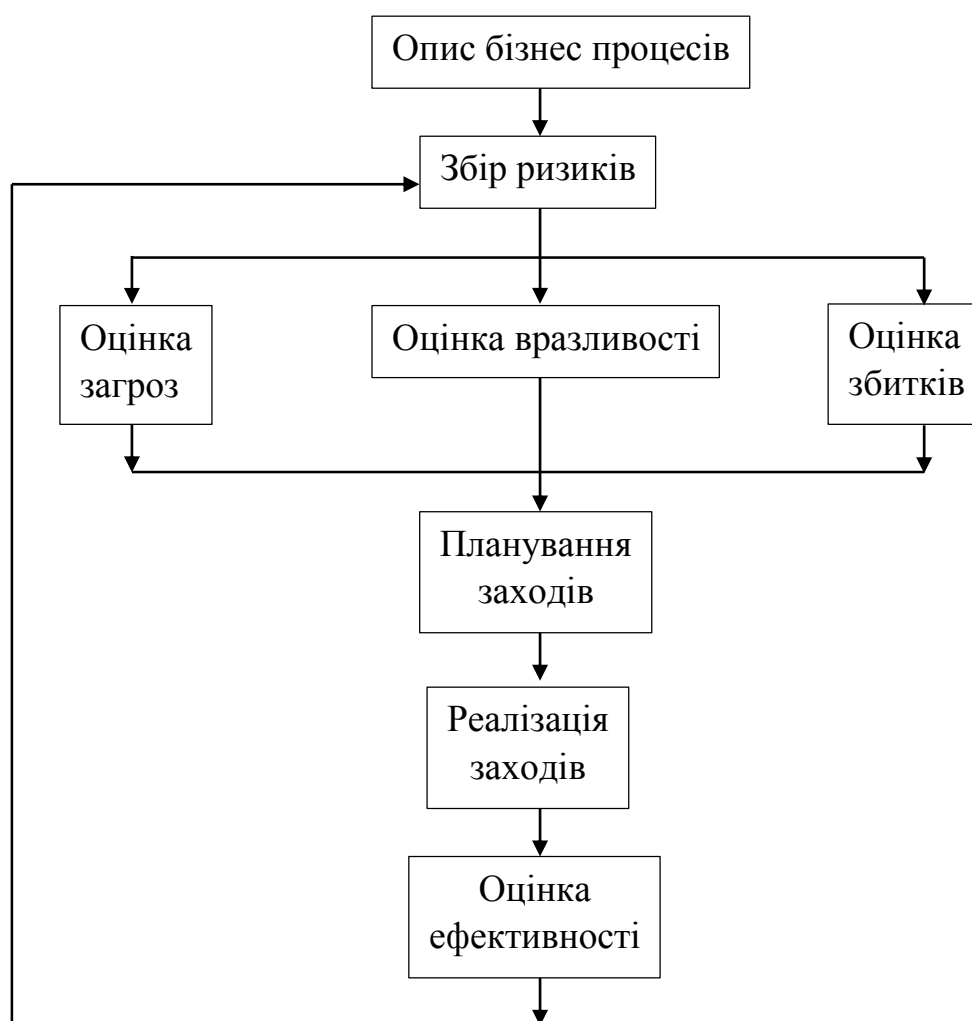 Опис бізнес процесів
Збір ризиків
Оцінка
загроз
Оцінка вразливості
Оцінка
збитків
Планування
заходів
Реалізація
заходів
Оцінка
ефективності